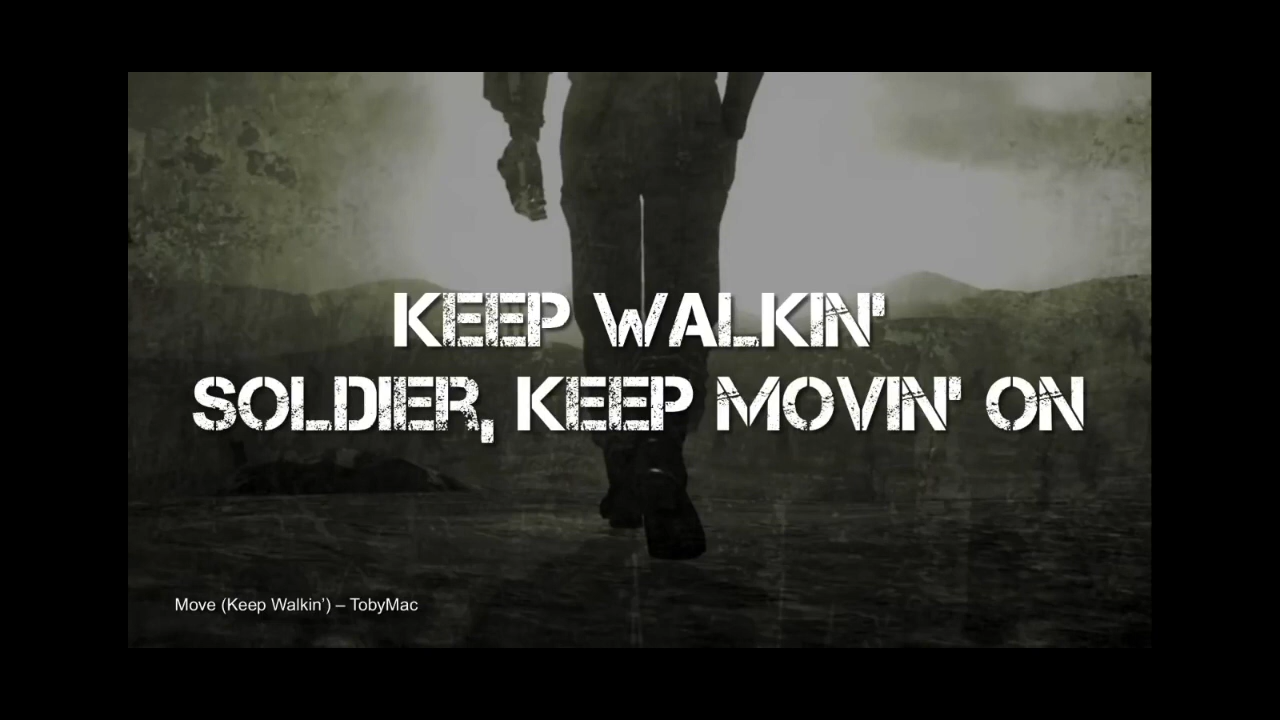 KEEP WALKIN'
SOLDIER, KEEP MOVIN' ON
Move (Keep Walkin’) – TobyMac